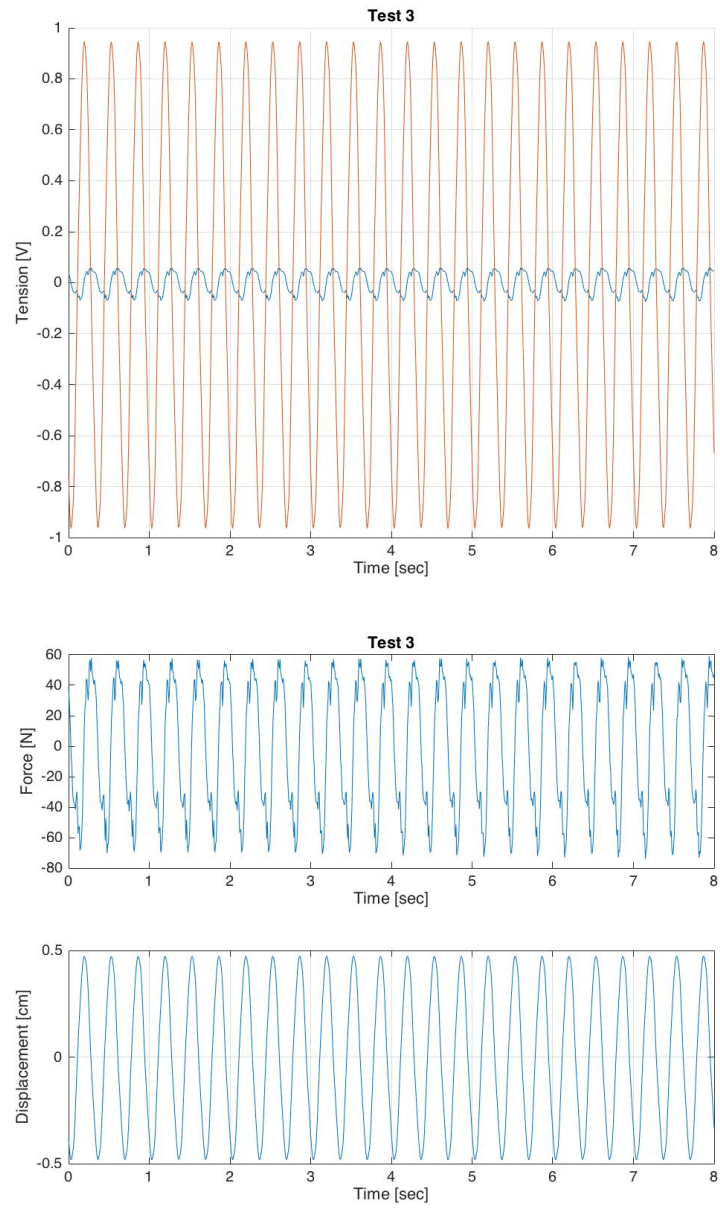 Test 3
1
0.8
0.6
0.4
0.2
0
-0.2
-0.4
-0.6
-0.8
-1
Tension [V]
0 1 2 3 4 5 6 7 8
Time [sec]
Test 3
60
40
20
0
-20
-40
-60
-80
Force [N]
0 1 2 3 4 5 6 7 8
Time [sec]
0.5
0
-0.5
Displacement [cm]
0 1 2 3 4 5 6 7 8
Time [sec]